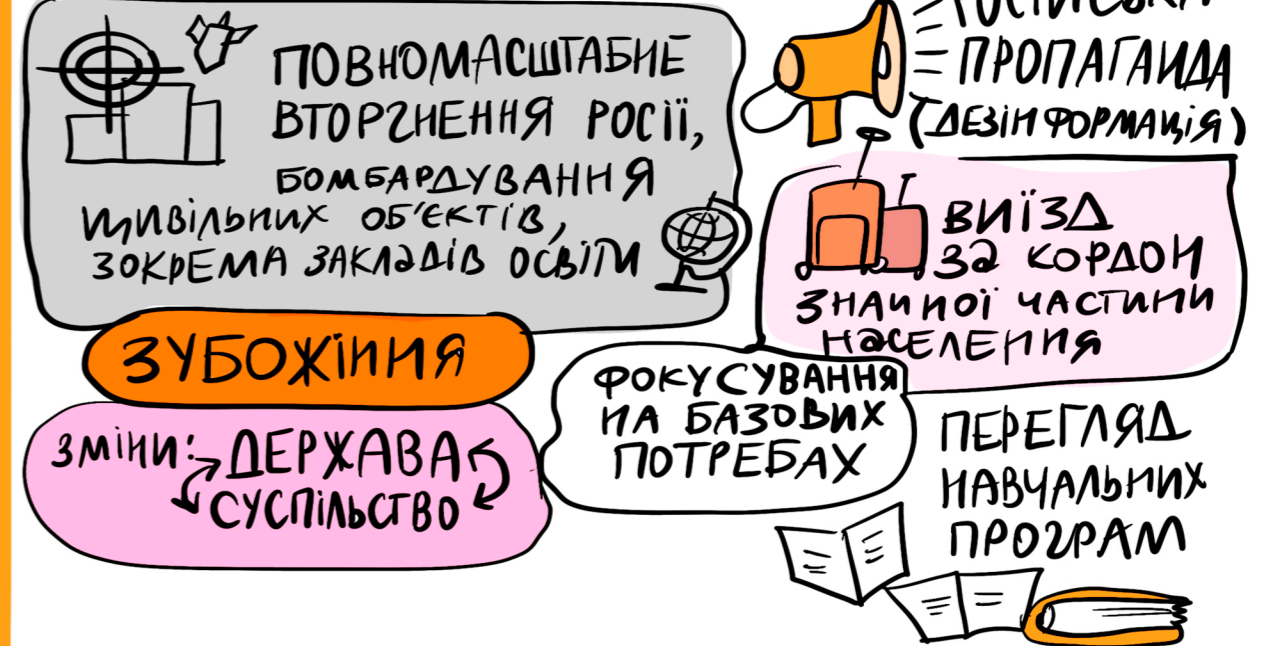 ПОВНОМАСШТАБНЕ
ВТОРГНЕННЯ РОСІЇ,
БОМБАРДУВАННЯ
ЦИВІЛЬНИХ ОБ'ЄКТІВ,
ЗОКРЕМА ЗАКЛАДІВ ОСВІТИ
ПРОПАГАНДА
(ДЕЗІНФОРМАЦІЯ)
ВИЇЗД
ЗА КОРДОН
ЗНАЧНОЇ ЧАСТИНИ
НАСЕЛЕННЯ
ЗУБОЖІННЯ
ЗМІНИ: ДЕРЖАВА
СУСПІЛЬСТВО
ФОКУСУВАННЯ
НА БАЗОВИХ
ПОТРЕБАХ
ПЕРЕГЛЯД
НАВЧАЛЬНИХ
ПРОГРАМ